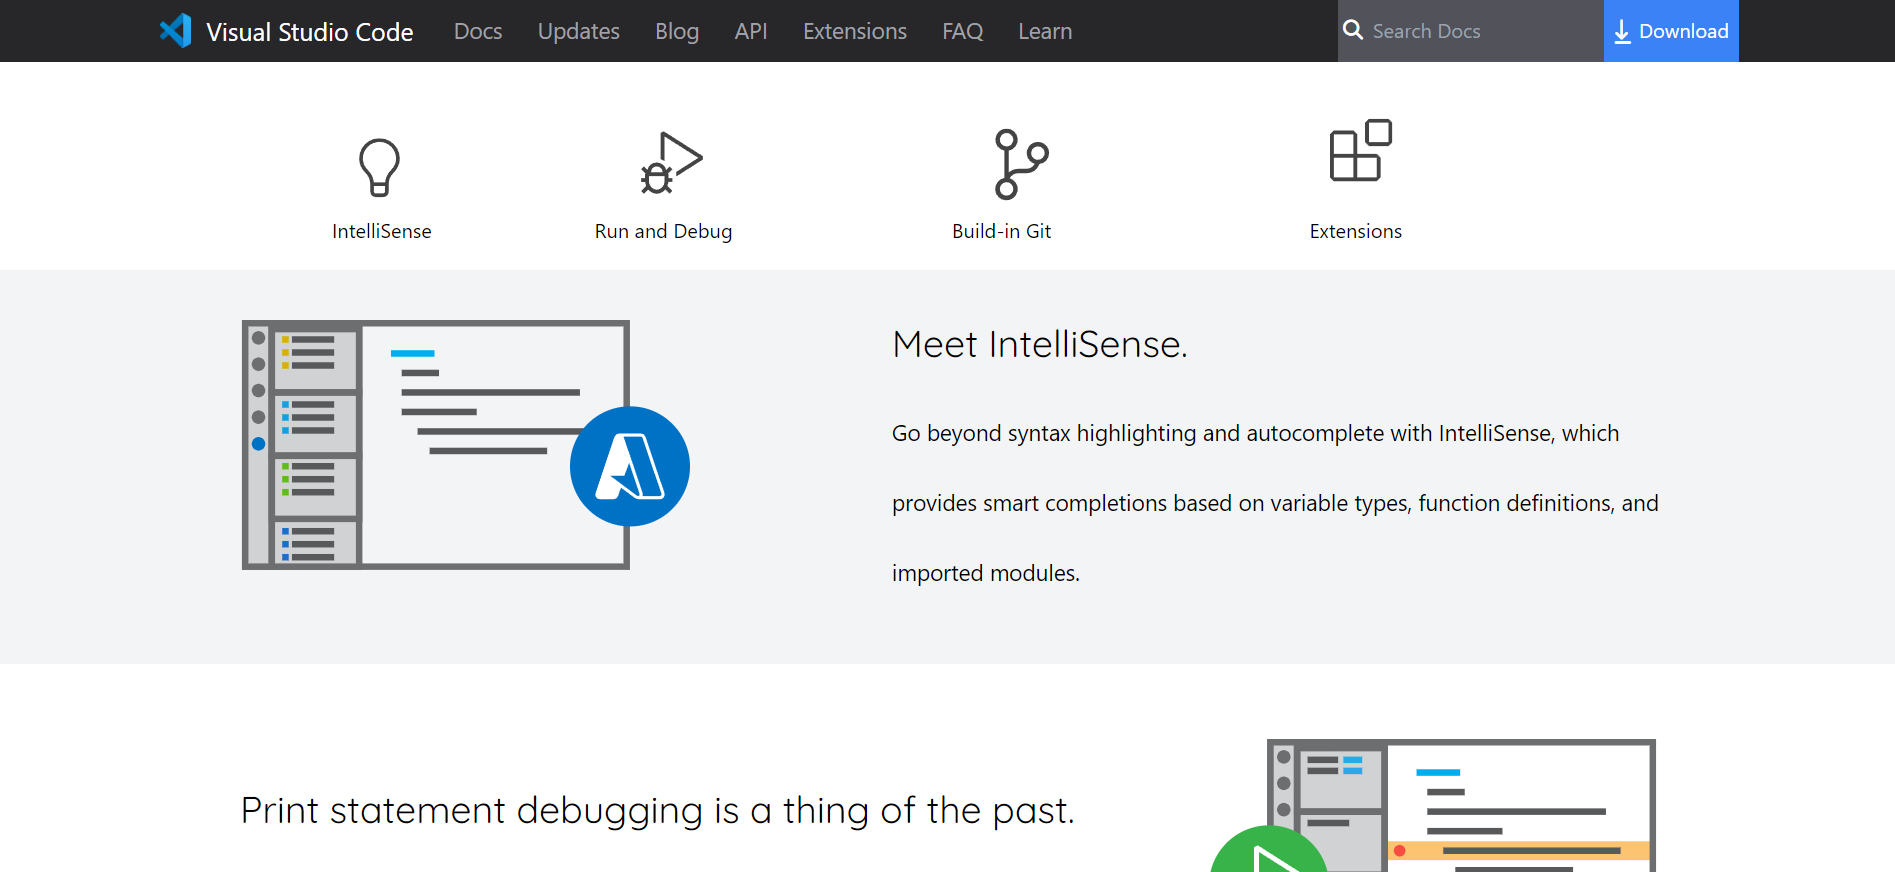 Visual Studio Code Docs Updates Blog API Extensions FAQ Learn Search Docs Download
IntelliSense Run and Debug Build-in Git Extensions
Meet IntelliSense.
Go beyond syntax highlighting and autocomplete with IntelliSense, which
provides smart completions based on variable types, function definitions, and
imported modules.
Print statement debugging is a thing of the past.